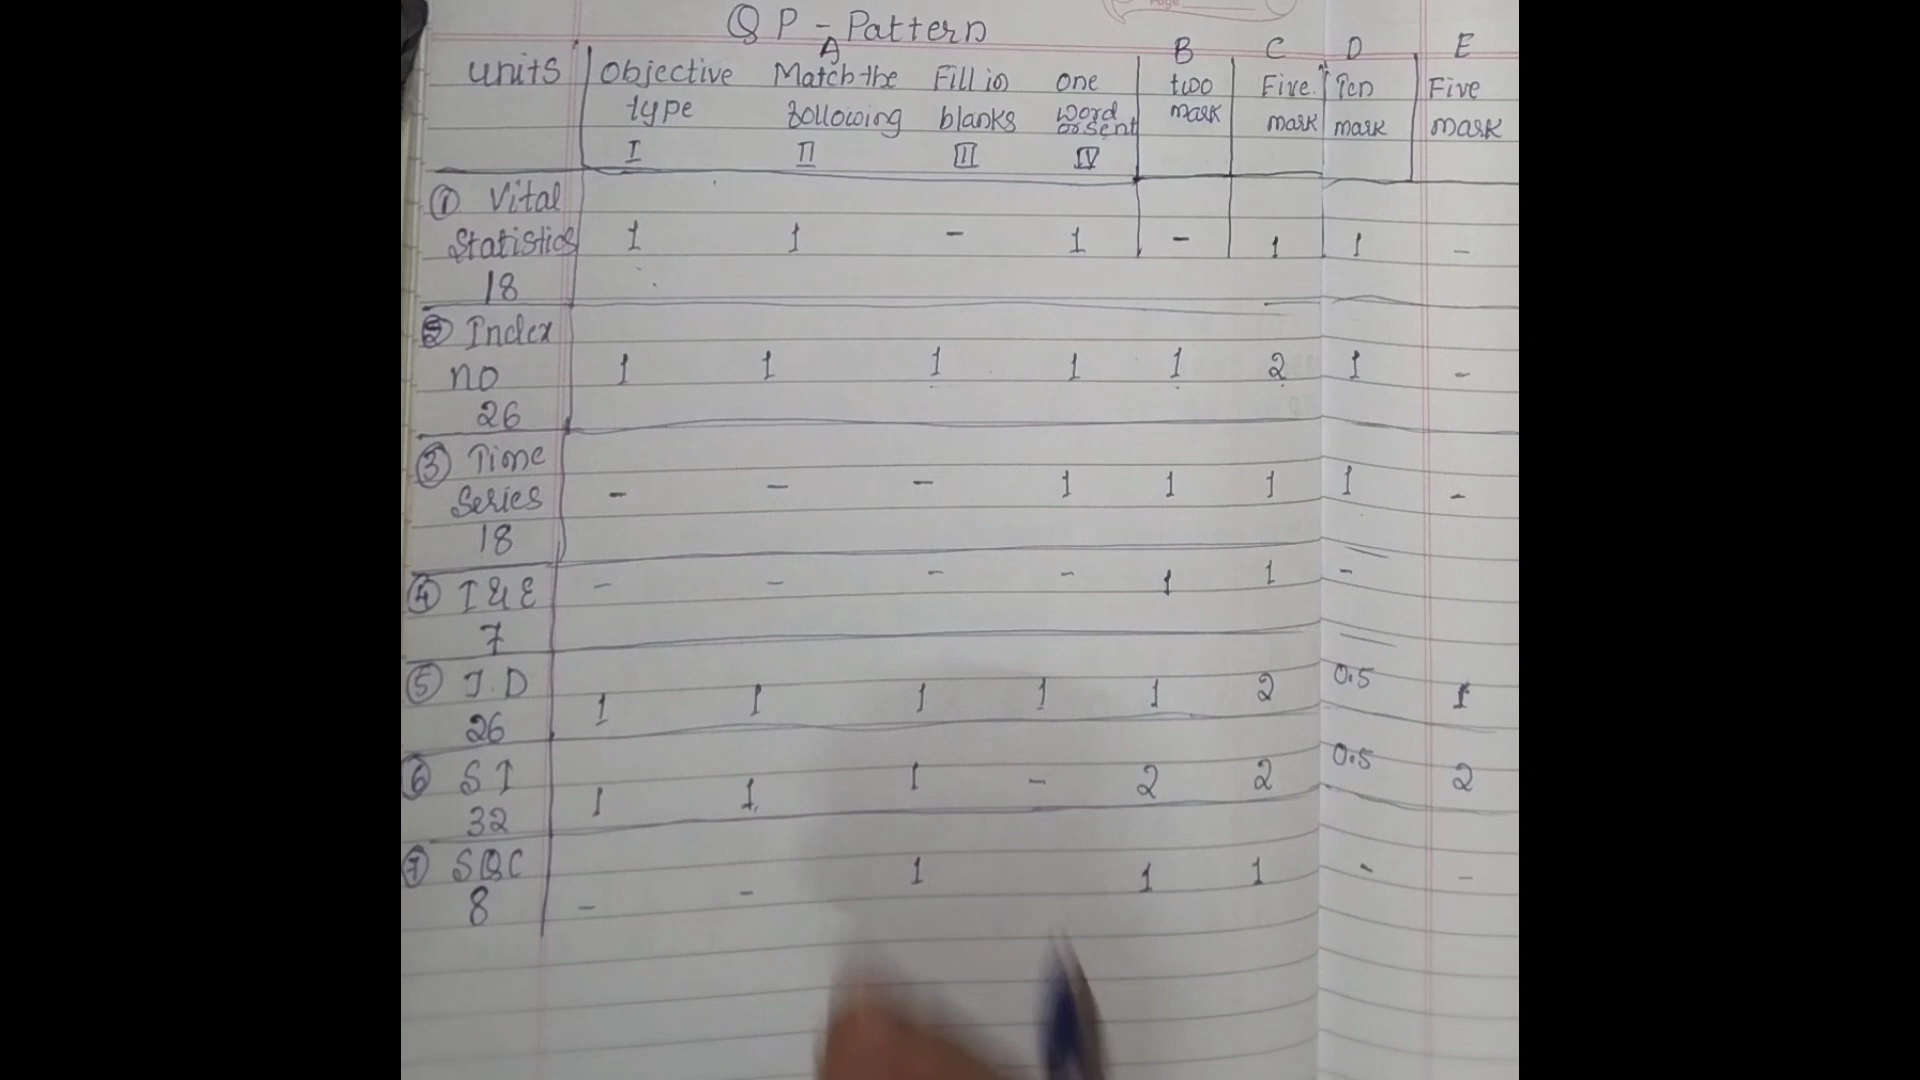 QP - Pattern
A B C D E
units Objective Match the Fill in one two Five Ten Five
type following blanks word mark mark mark mark
or sent
I II III IV
① Vital
Statistics 1 1 - 1 - 1 1 -
18
② Index
no 1 1 1 1 1 2 1 -
26
③ Time
Series - - - 1 1 1 1 -
18
④ I & E - - - - 1 1 -
7
⑤ I.D 1 1 1 1 1 2 0.5 1
26
⑥ S I 1 1 1 - 2 2 0.5 2
32
⑦ SQC - - 1 1 1 - -
8